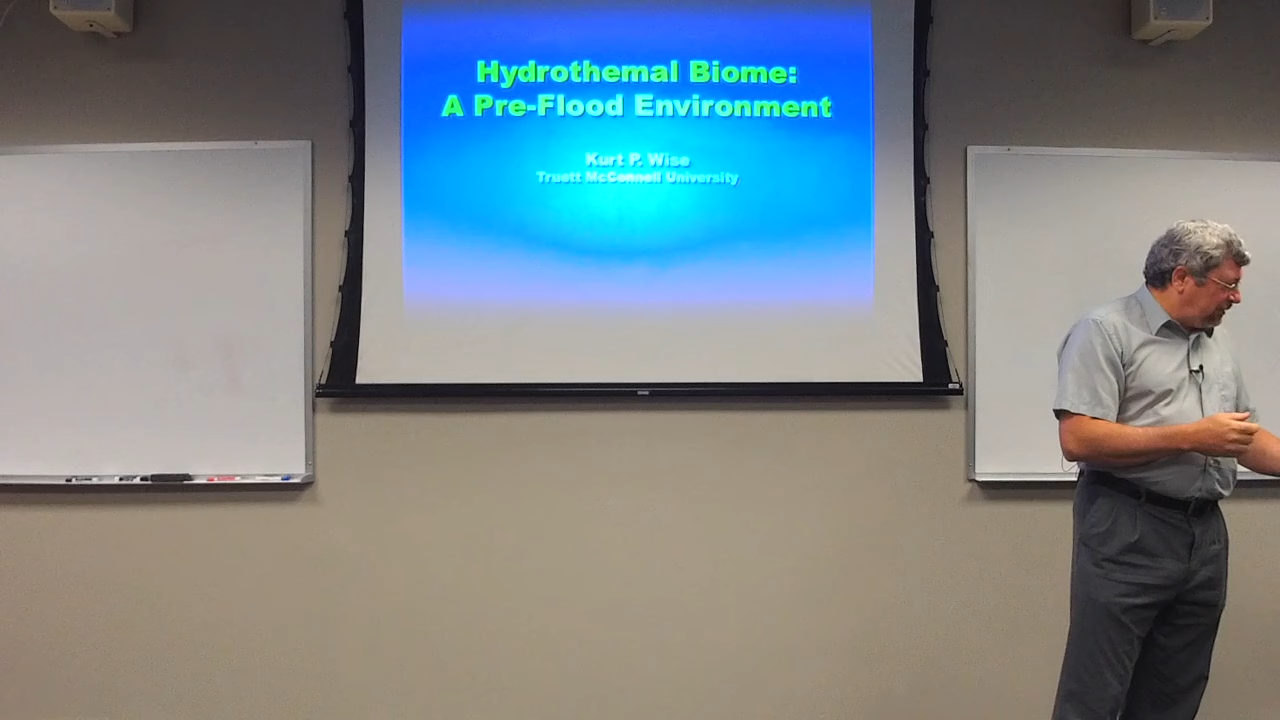 Hydrothemal Biome:
A Pre-Flood Environment
Kurt P. Wise
Truett McConnell University